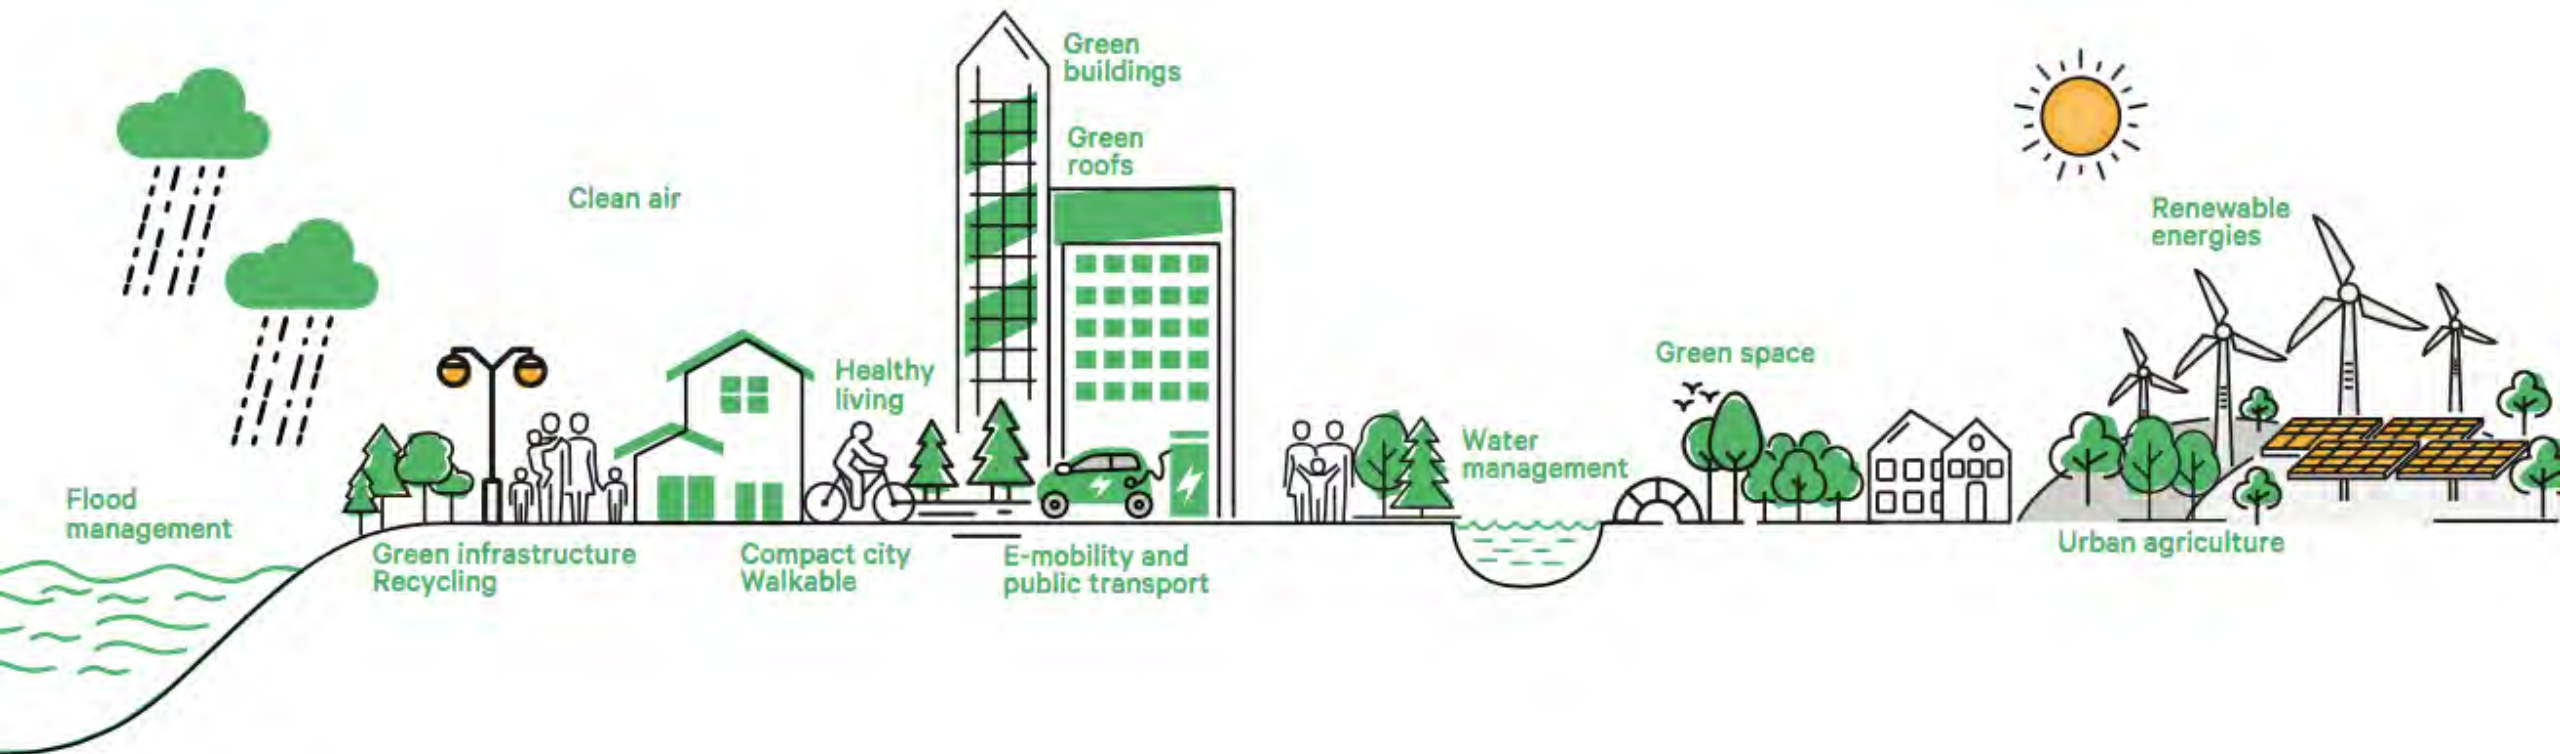 Flood
management
Green infrastructure
Recycling
Clean air
Compact city
Walkable
Healthy
living
Green
buildings
Green
roofs
E-mobility and
public transport
Water
management
Green space
Renewable
energies
Urban agriculture